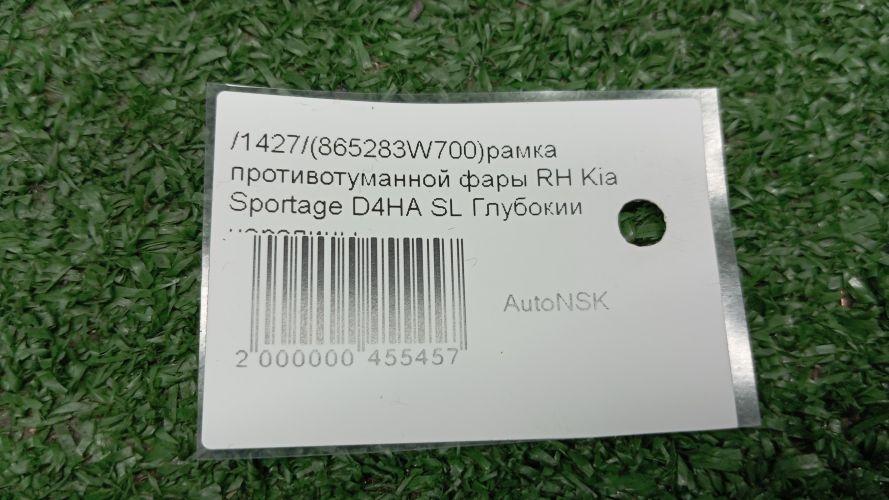 /1427/(865283W700)рамка
противотуманной фары RH Kia
Sportage D4HA SL Глубокии
AutoNSK
2 000000 455457